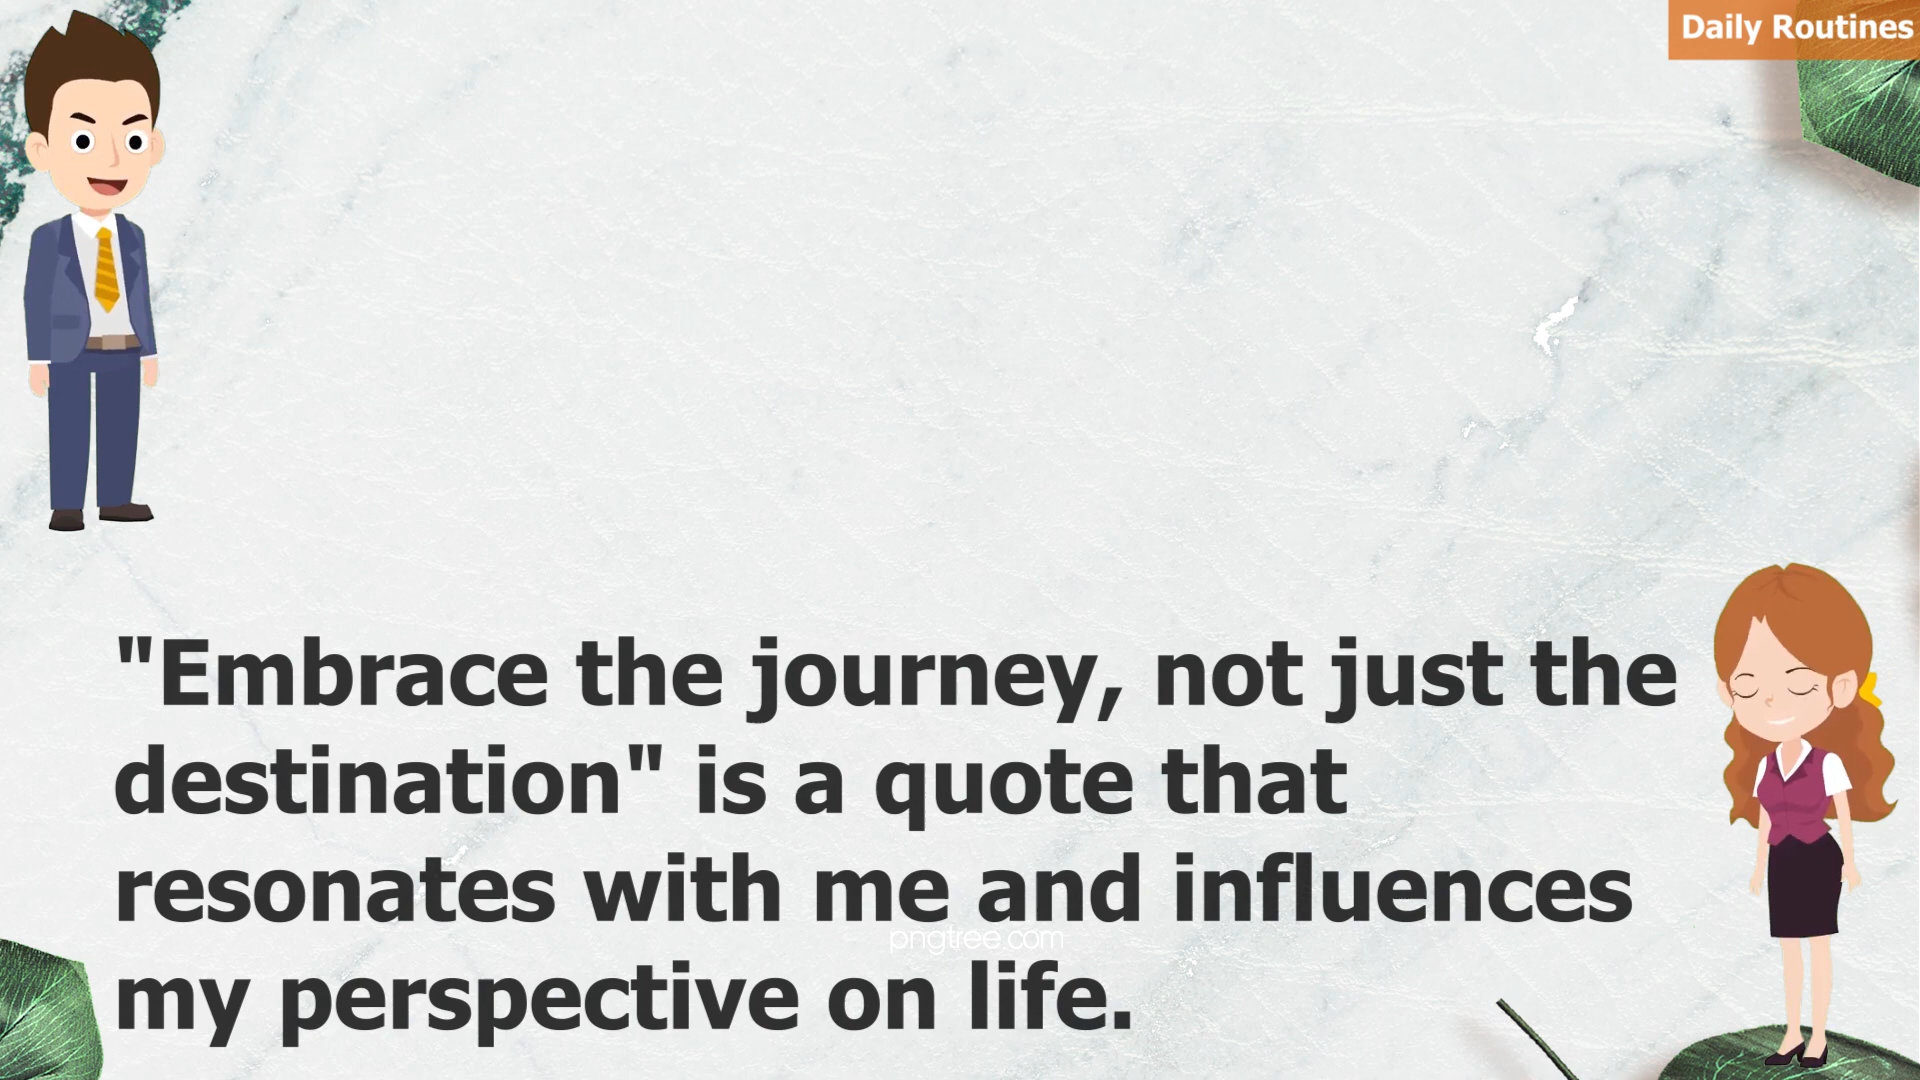 Daily Routines
"Embrace the journey, not just the
destination" is a quote that
resonates with me and influences
pngtree.com
my perspective on life.